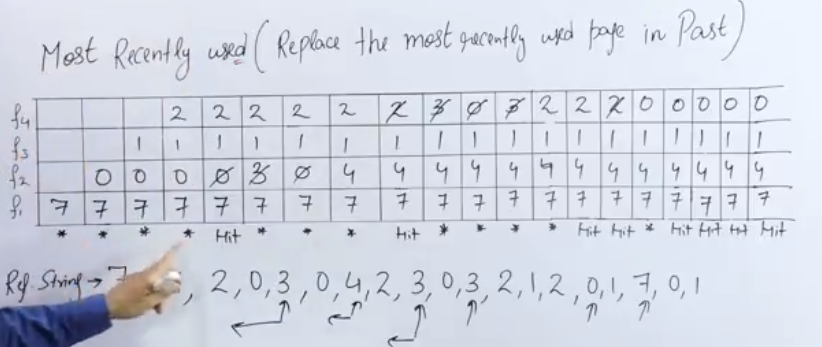 Most Recently used (Replace the most recently used page in Past)
f4 2 2 2 2 2 2 3 0 3 2 2 2 0 0 0 0 0
f3 1 1 1 1 1 1 1 1 1 1 1 1 1 1 1 1 1 1
f2 0 0 0 0 3 0 4 4 4 4 4 4 4 4 4 4 4 4 4
f1 7 7 7 7 7 7 7 7 7 7 7 7 7 7 7 7 7 7 7 7
* * * * Hit * * * Hit * * * * Hit Hit * Hit Hit Hit Hit
Ref. String → 7 , 2, 0, 3, 0, 4, 2, 3, 0, 3, 2, 1, 2, 0, 1, 7, 0, 1